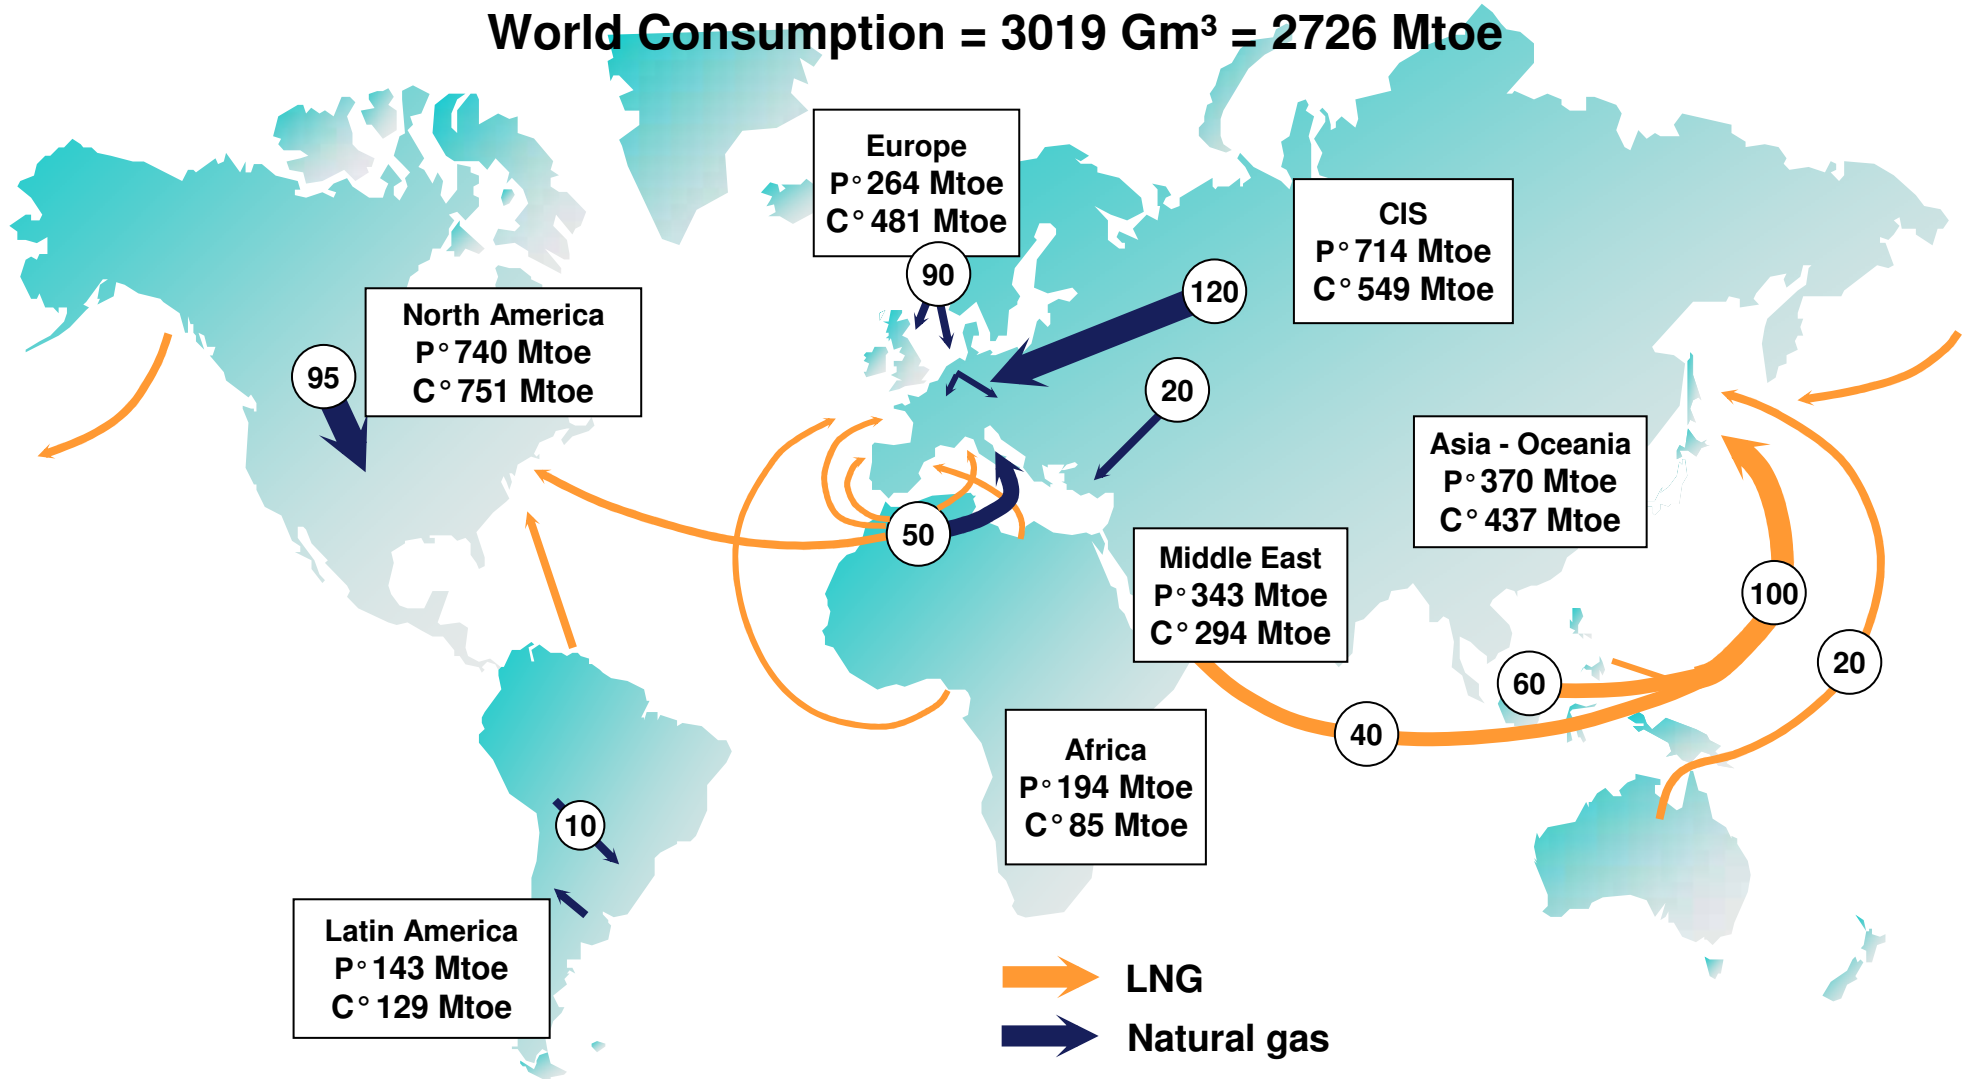 World Consumption = 3019 Gm³ = 2726 Mtoe
Europe
P° 264 Mtoe
C° 481 Mtoe
CIS
P° 714 Mtoe
C° 549 Mtoe
90
120
North America
P° 740 Mtoe
C° 751 Mtoe
95
20
Asia - Oceania
P° 370 Mtoe
C° 437 Mtoe
50
Middle East
P° 343 Mtoe
C° 294 Mtoe
100
20
60
40
Africa
P° 194 Mtoe
C° 85 Mtoe
10
Latin America
P° 143 Mtoe
C° 129 Mtoe
LNG
Natural gas